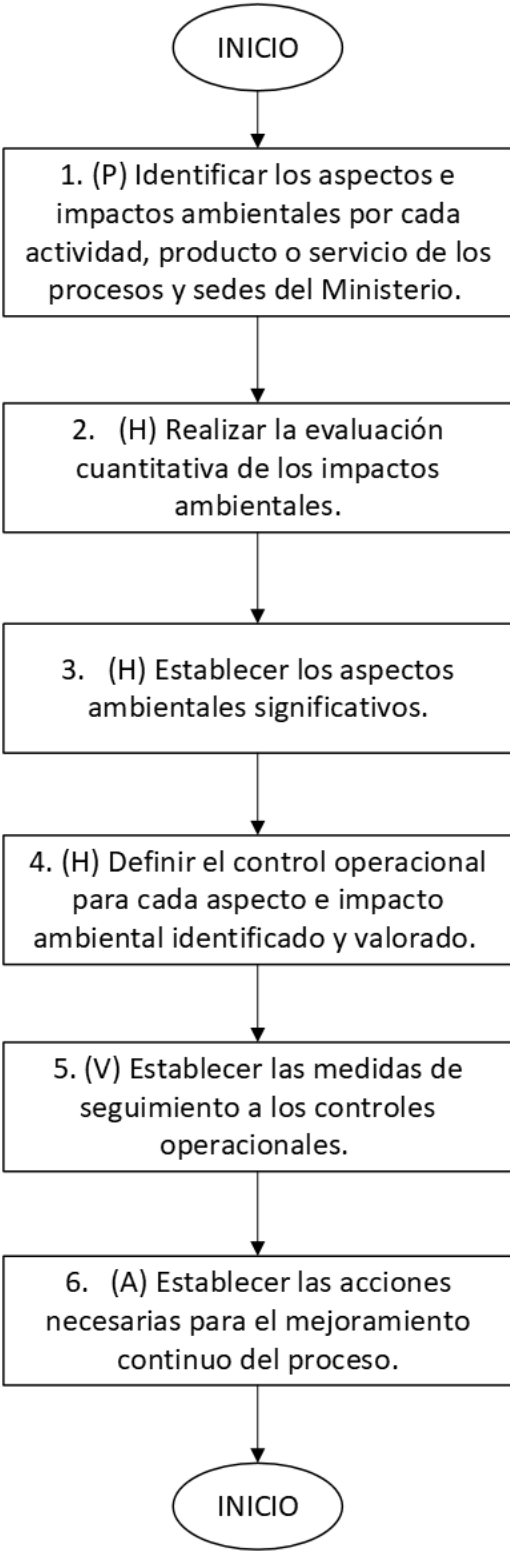 INICIO
1. (P) Identificar los aspectos e
impactos ambientales por cada
actividad, producto o servicio de los
procesos y sedes del Ministerio.
2. (H) Realizar la evaluación
cuantitativa de los impactos
ambientales.
3. (H) Establecer los aspectos
ambientales significativos.
4. (H) Definir el control operacional
para cada aspecto e impacto
ambiental identificado y valorado.
5. (V) Establecer las medidas de
seguimiento a los controles
operacionales.
6. (A) Establecer las acciones
necesarias para el mejoramiento
continuo del proceso.
INICIO